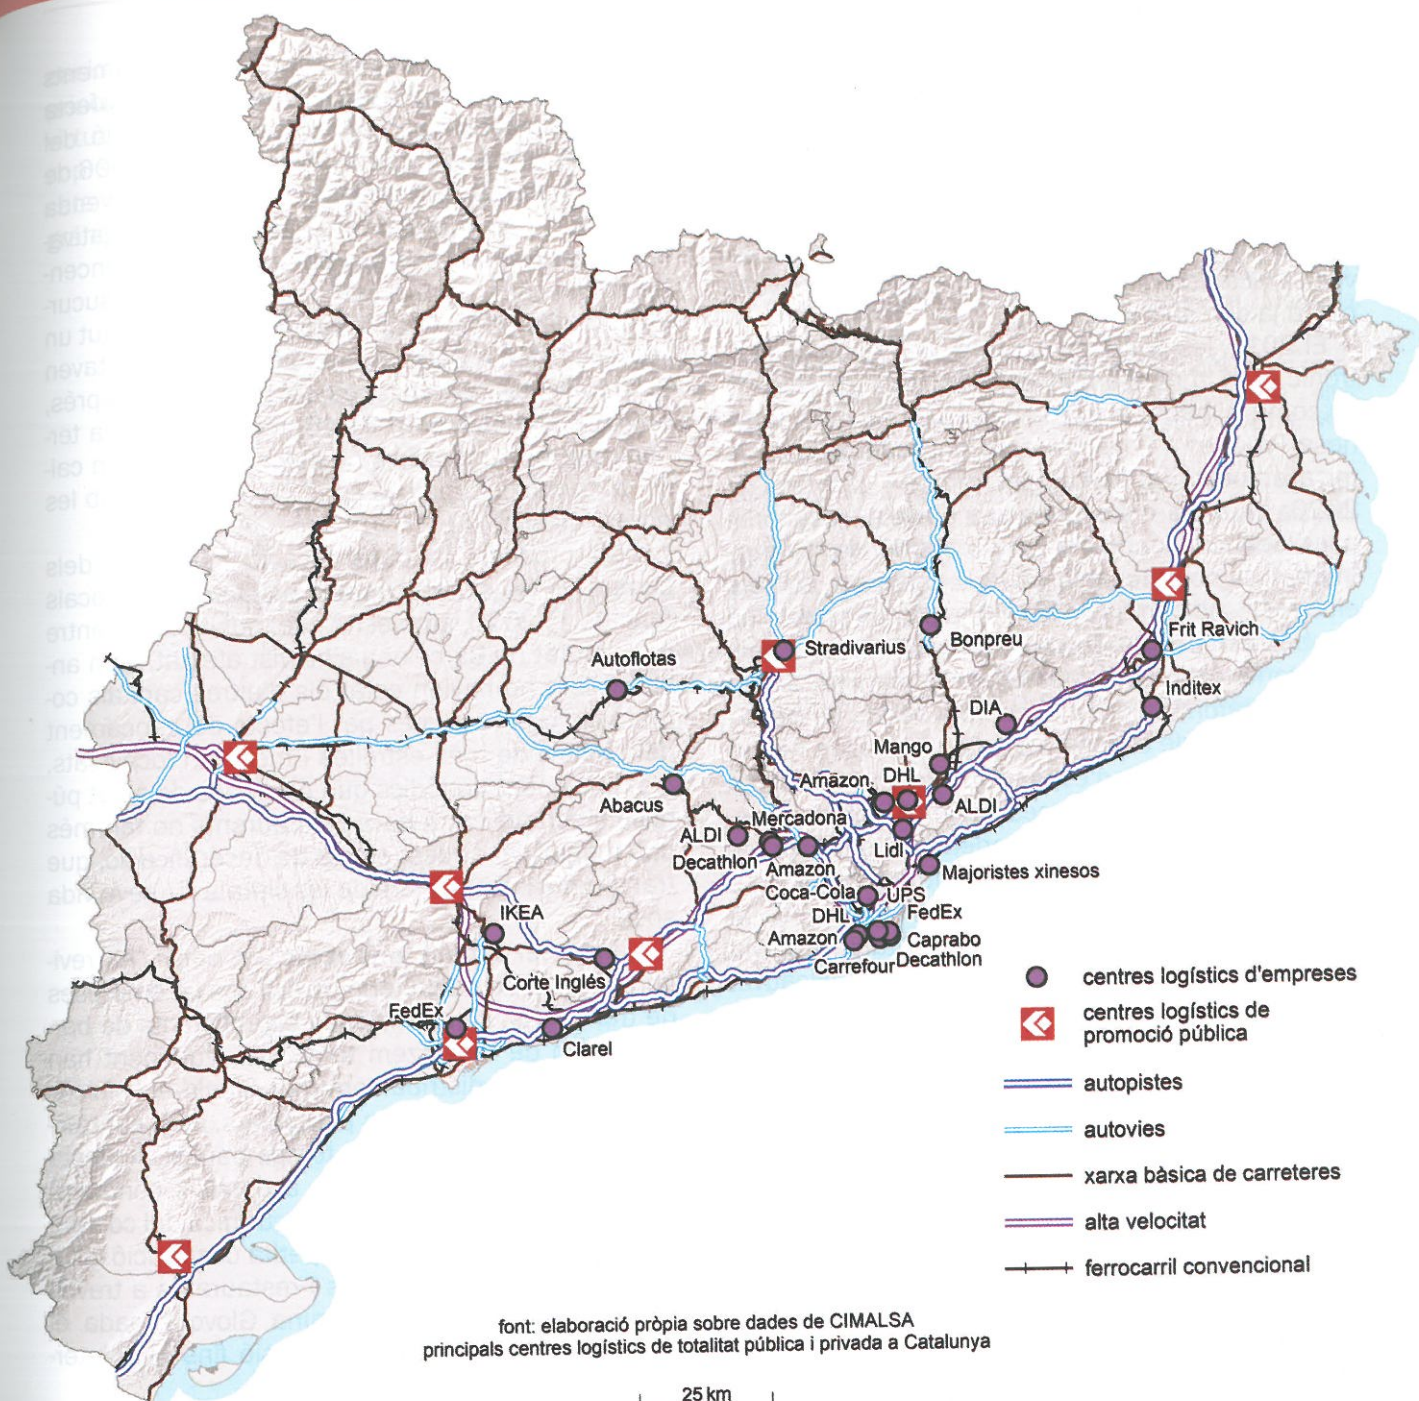 ments
Autoflotas
Stradivarius
Bonpreu
Frit Ravich
Inditex
DIA
Mango
Amazon
DHL
ALDI
Abacus
Mercadona
ALDI
Decathlon
Amazon
Lidl
Majoristes xinesos
Coca-Cola
UPS
DHL
FedEx
Amazon
Caprabo
Carrefour
Decathlon
IKEA
Corte Inglés
FedEx
Clarel
centres logístics d'empreses
centres logístics de
promoció pública
autopistes
autovies
xarxa bàsica de carreteres
alta velocitat
ferrocarril convencional
font: elaboració pròpia sobre dades de CIMALSA
principals centres logístics de totalitat pública i privada a Catalunya
25 km